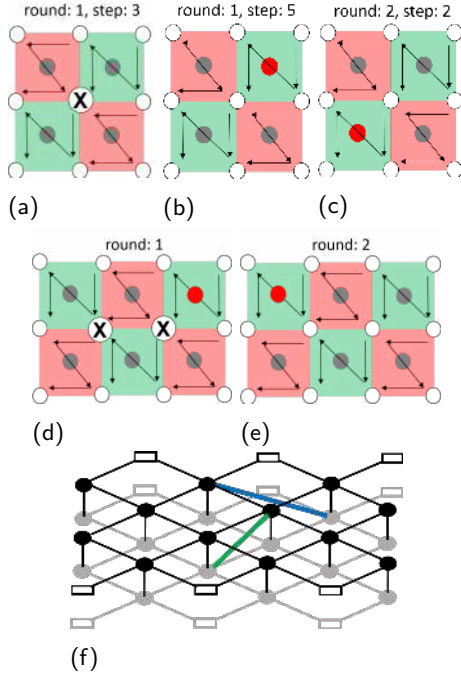 round: 1, step: 3
round: 1, step: 5
round: 2, step: 2
X
(a)
(b)
(c)
round: 1
round: 2
X
X
(d)
(e)
(f)